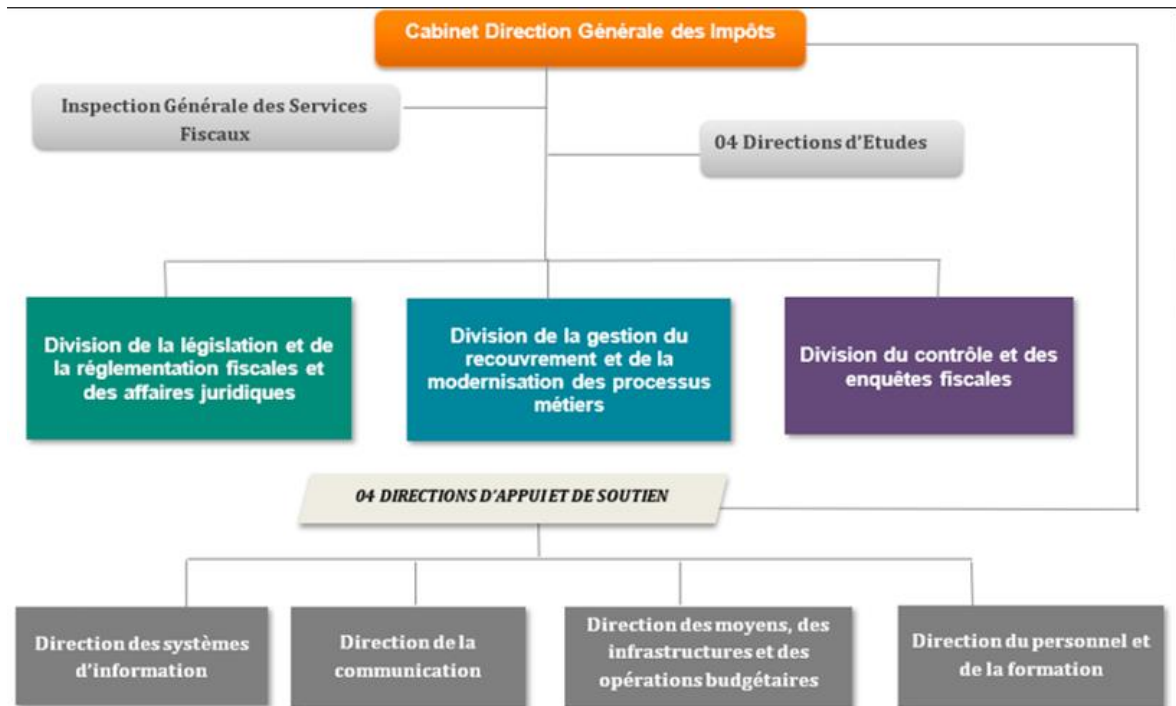 Cabinet Direction Générale des Impôts
Inspection Générale des Services
Fiscaux
04 Directions d'Etudes
Division de la législation et de
la réglementation fiscales et
des affaires juridiques
Division de la gestion du
recouvrement et de la
modernisation des processus
métiers
Division du contrôle et des
enquêtes fiscales
04 DIRECTIONS D'APPUI ET DE SOUTIEN
Direction des systèmes
d'information
Direction de la
communication
Direction des moyens, des
infrastructures et des
opérations budgétaires
Direction du personnel et
de la formation